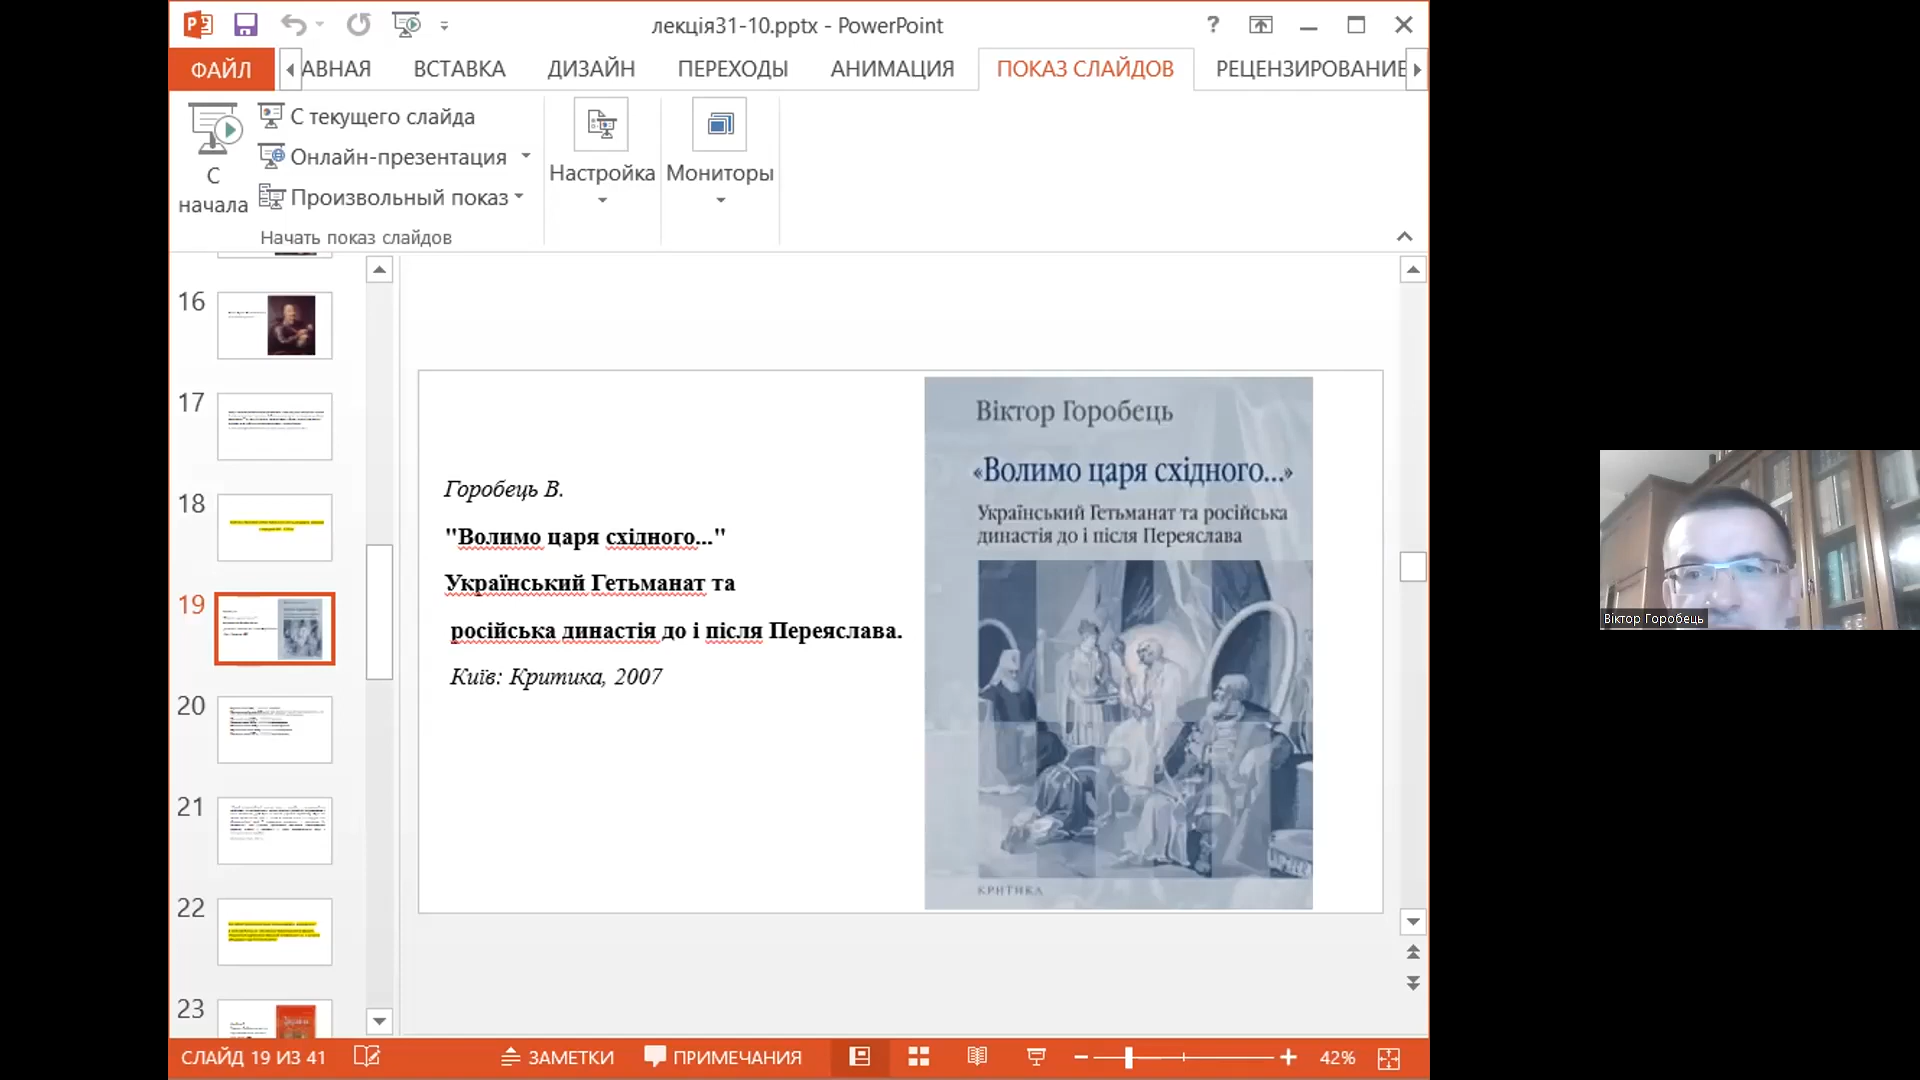 лекція31-10.pptx - PowerPoint
?
ФАЙЛ
АВНАЯ
ВСТАВКА
ДИЗАЙН
ПЕРЕХОДЫ
АНИМАЦИЯ
ПОКАЗ СЛАЙДОВ
РЕЦЕНЗИРОВАНИЕ
С
начала
С текущего слайда
Онлайн-презентация
Произвольный показ
Начать показ слайдов
Настройка
Мониторы
16
17
18
19
20
21
22
23
Горобець В.
"Волимо царя східного..."
Український Гетьманат та
російська династія до і після Переяслава.
Київ: Критика, 2007
Віктор Горобець
«Волимо царя східного...»
Український Гетьманат та російська
династія до і після Переяслава
КРИТИКА
Віктор Горобець
СЛАЙД 19 ИЗ 41
ЗАМЕТКИ
ПРИМЕЧАНИЯ
42%